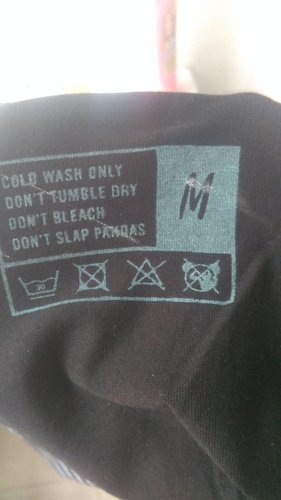 COLD WASH ONLY
DON'T TUMBLE DRY
DON'T BLEACH
DON'T SLAP PANDAS
M
30